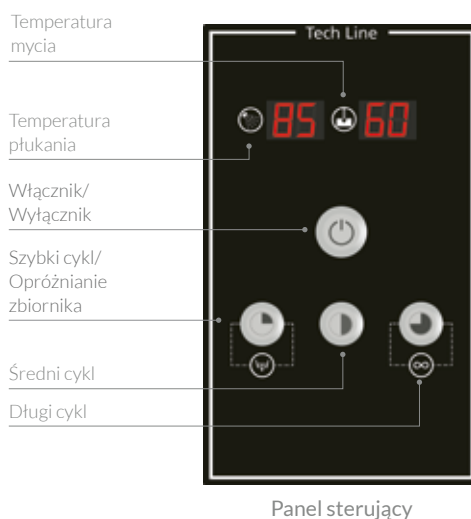 Temperatura
mycia
Tech Line
85 60
Temperatura
płukania
Włącznik/
Wyłącznik
Szybki cykl/
Opróżnianie
zbiornika
Średni cykl
Długi cykl
Panel sterujący